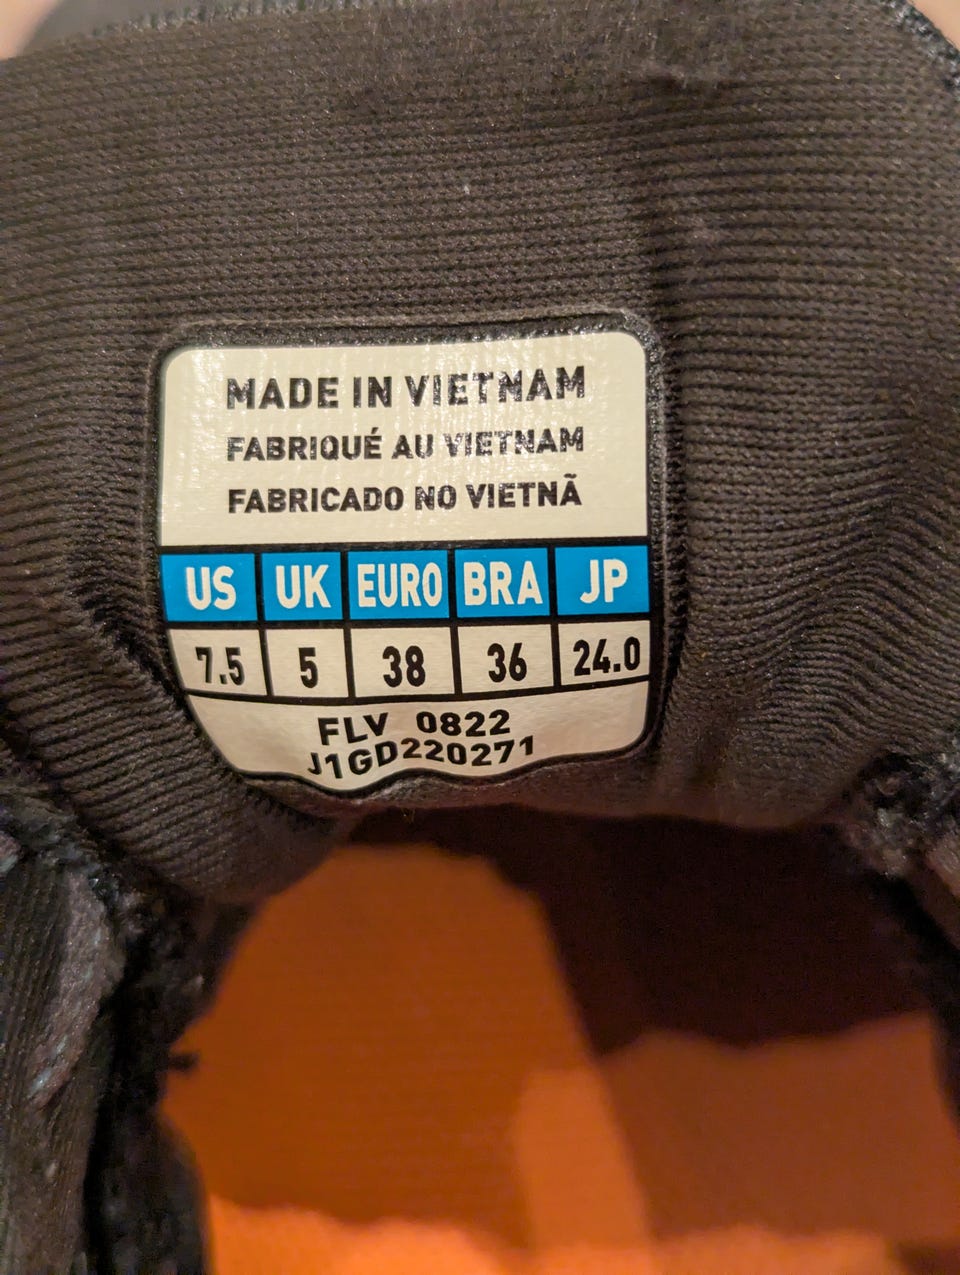 MADE IN VIETNAM
FABRIQUÉ AU VIETNAM
FABRICADO NO VIETNÃ
US UK EURO BRA JP
7.5 5 38 36 24.0
FLV 0822
J1GD220271